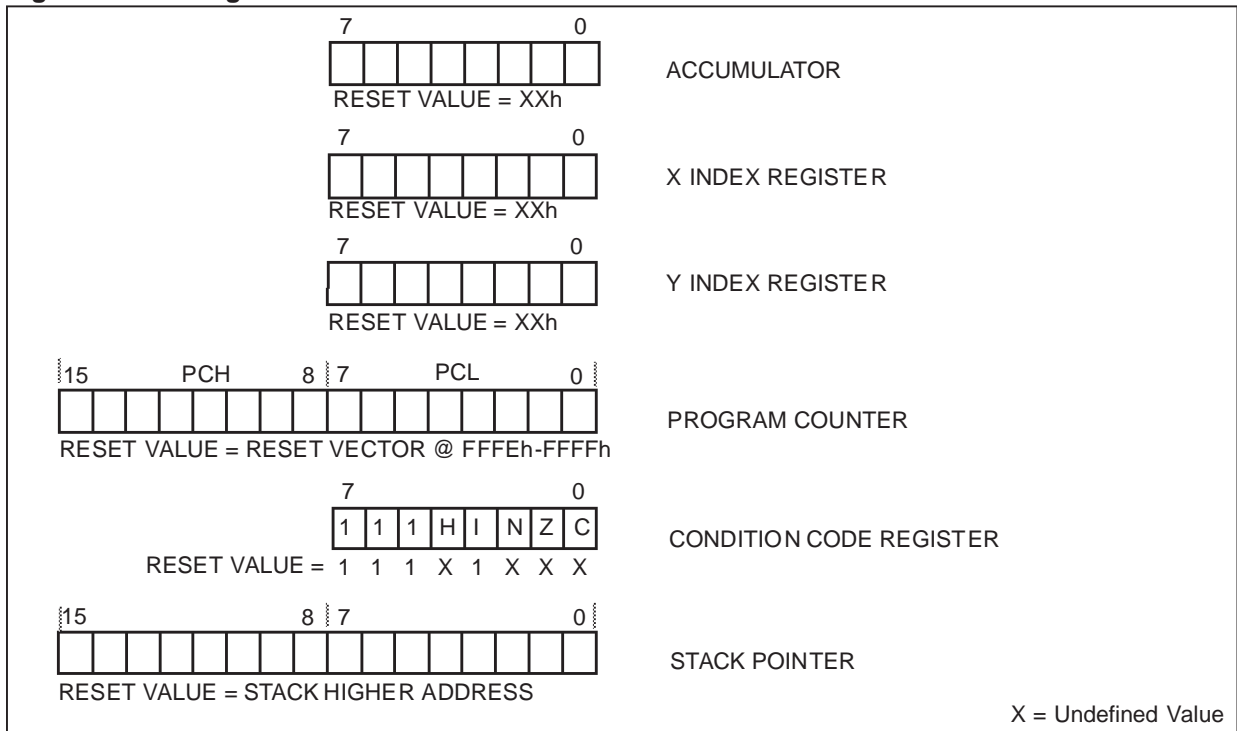 7 0
ACCUMULATOR
RESET VALUE = XXh
7 0
X INDEX REGISTER
RESET VALUE = XXh
7 0
Y INDEX REGISTER
RESET VALUE = XXh
15 PCH 8 7 PCL 0
PROGRAM COUNTER
RESET VALUE = RESET VECTOR @ FFFEh-FFFFh
7 0
1 1 1 H I N Z C
CONDITION CODE REGISTER
RESET VALUE = 1 1 1 X 1 X X X
15 8 7 0
STACK POINTER
RESET VALUE = STACK HIGHER ADDRESS
X = Undefined Value